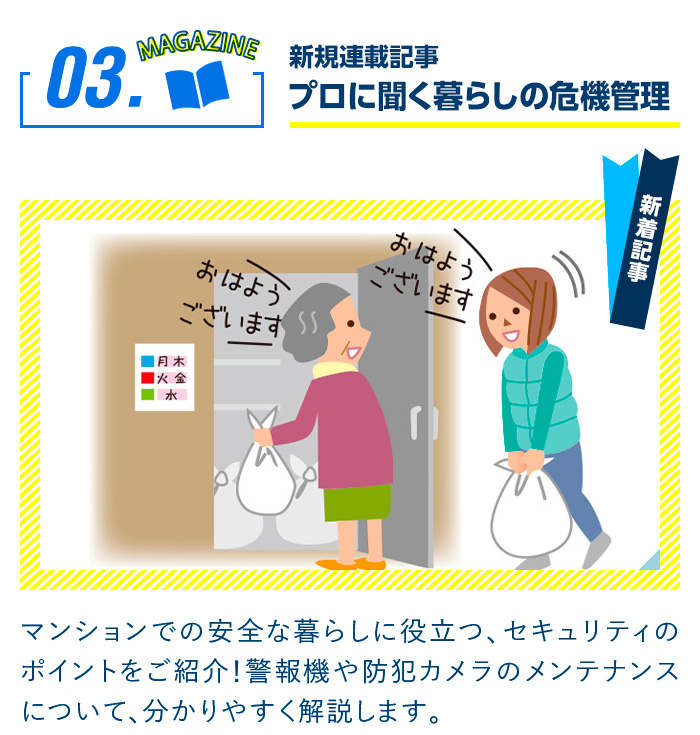 03.
MAGAZINE
新規連載記事
プロに聞く暮らしの危機管理
新着記事
おはよう
ございます
おはよう
ございます
月木
火金
水
マンションでの安全な暮らしに役立つ、セキュリティの
ポイントをご紹介!警報機や防犯カメラのメンテナンス
について、分かりやすく解説します。